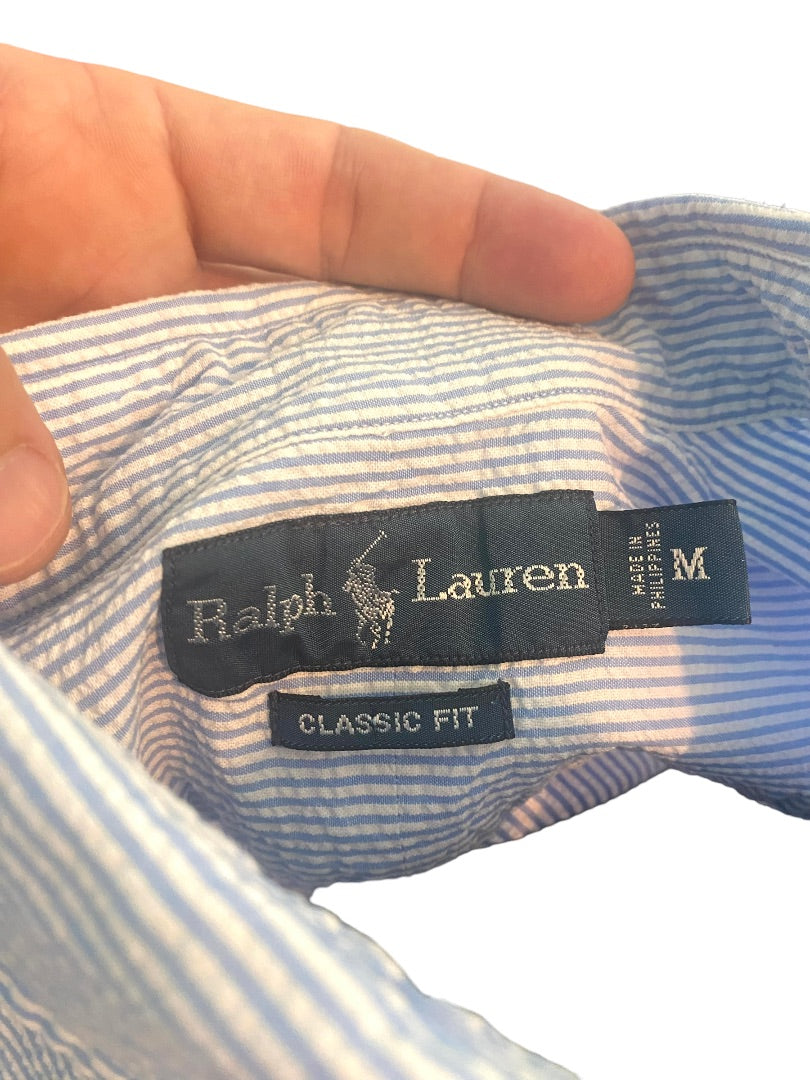 Ralph Lauren
MADE IN
PHILIPPINES
M
CLASSIC FIT